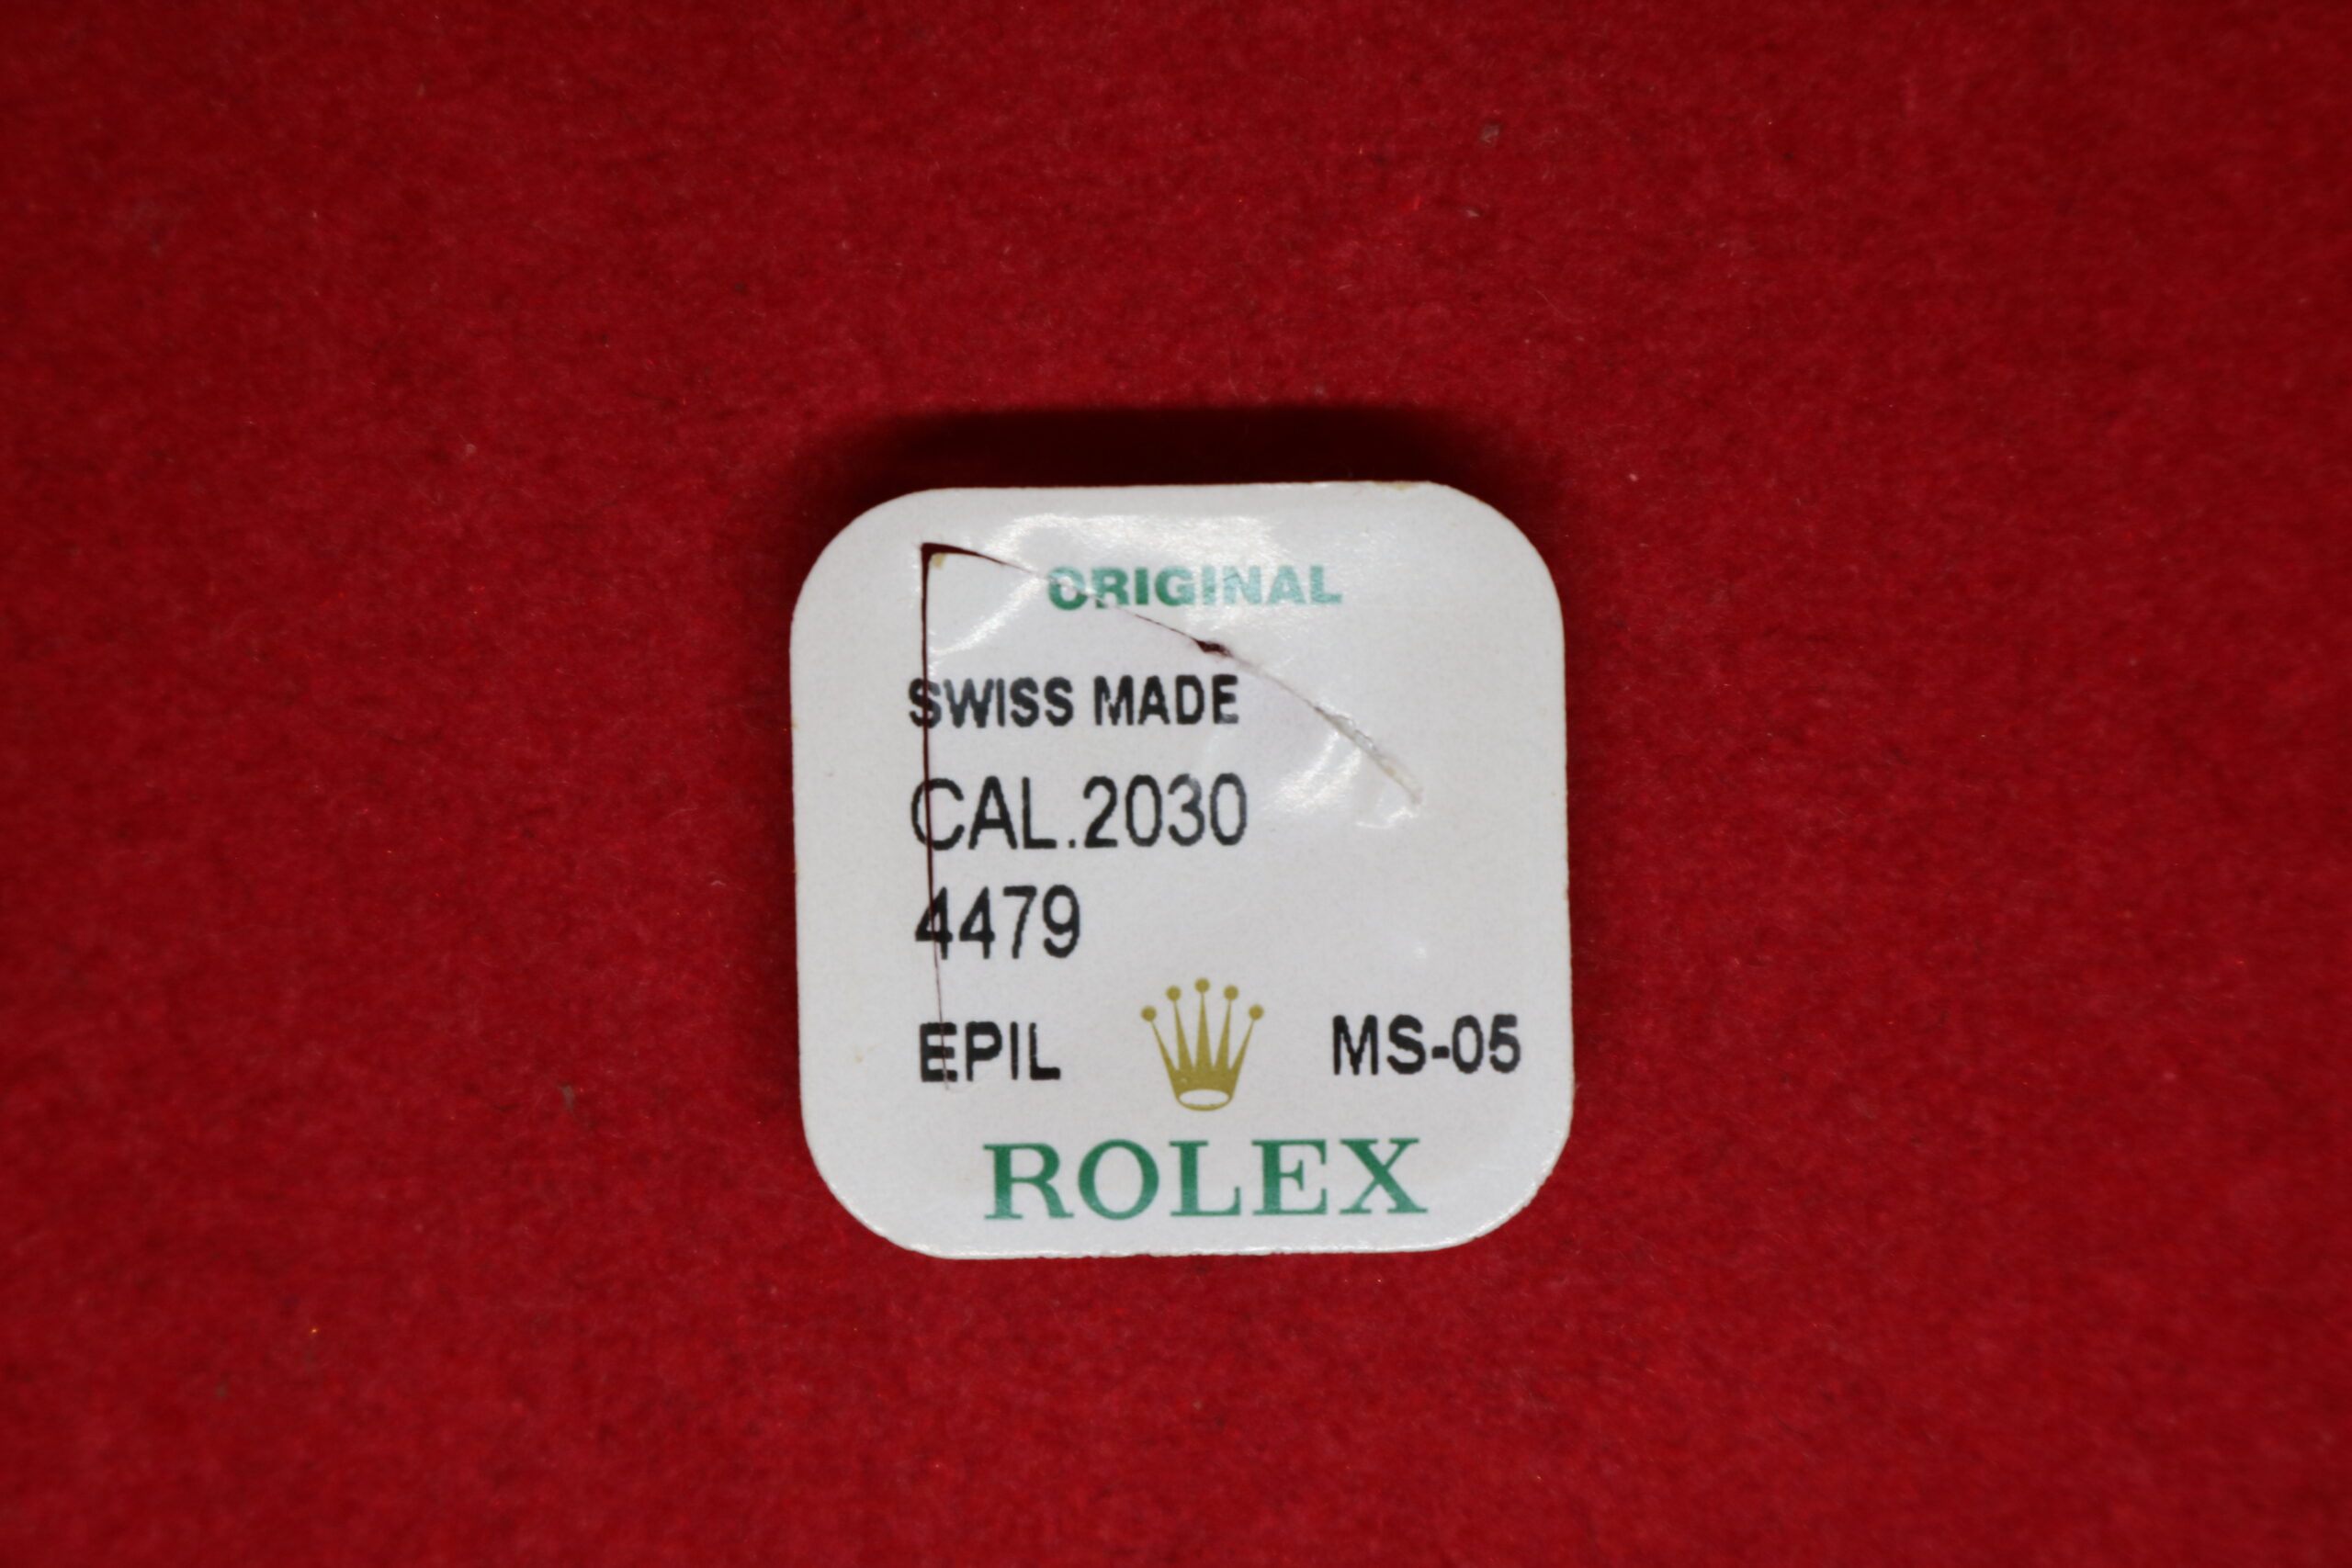 ORIGINAL
SWISS MADE
CAL.2030
4479
EPIL MS-05
ROLEX